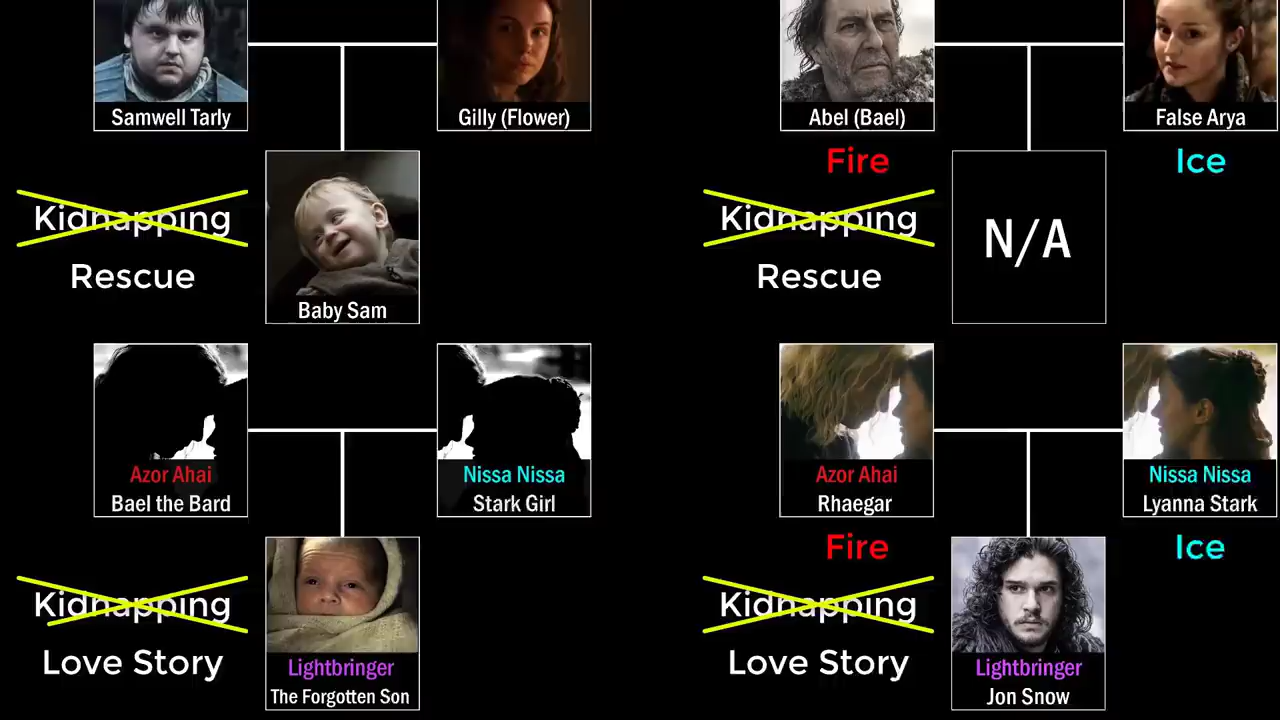 Samwell Tarly
Gilly (Flower)
Kidnapping
Rescue
Baby Sam
Abel (Bael)
False Arya
Fire
Ice
Kidnapping
Rescue
N/A
Azor Ahai
Bael the Bard
Nissa Nissa
Stark Girl
Kidnapping
Love Story
Lightbringer
The Forgotten Son
Azor Ahai
Rhaegar
Nissa Nissa
Lyanna Stark
Fire
Ice
Kidnapping
Love Story
Lightbringer
Jon Snow